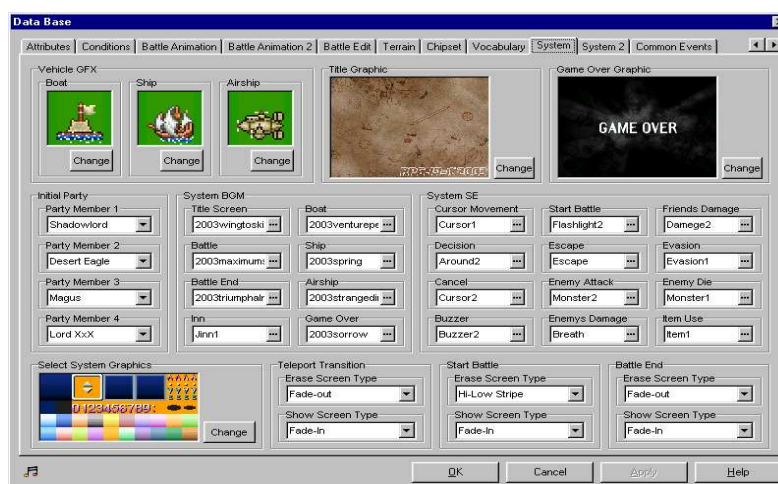 Data Base
Attributes Conditions Battle Animation Battle Animation 2 Battle Edit Terrain Chipset Vocabulary System System 2 Common Events
Vehicle GFX Title Graphic Game Over Graphic
Boat Ship Airship
GAME OVER
Change Change Change Change Change
Initial Party System BGM System SE
Party Member 1 Title Screen Boat Cursor Movement Start Battle Friends Damage
Shadowlord 2003wingtoski ... 2003venturepe ... Cursor1 ... Flashlight2 ... Damege2 ...
Party Member 2 Battle Ship Decision Escape Evasion
Desert Eagle 2003maximum: ... 2003spring ... Around2 ... Escape ... Evasion1 ...
Party Member 3 Battle End Airship Cancel Enemy Attack Enemy Die
Magus 2003triumphalr ... 2003strangedir ... Cursor2 ... Monster2 ... Monster1 ...
Party Member 4 Inn Game Over Buzzer Enemys Damage Item Use
Lord XxX Jinn1 ... 2003sorrow ... Buzzer2 ... Breath ... Item1 ...
Select System Graphics Teleport Transition Start Battle Battle End
Erase Screen Type Erase Screen Type Erase Screen Type
Fade-out Hi-Low Stripe Fade-out
0123456789:
Show Screen Type Show Screen Type Show Screen Type
Change Fade-In Fade-In Fade-In
OK Cancel Apply Help